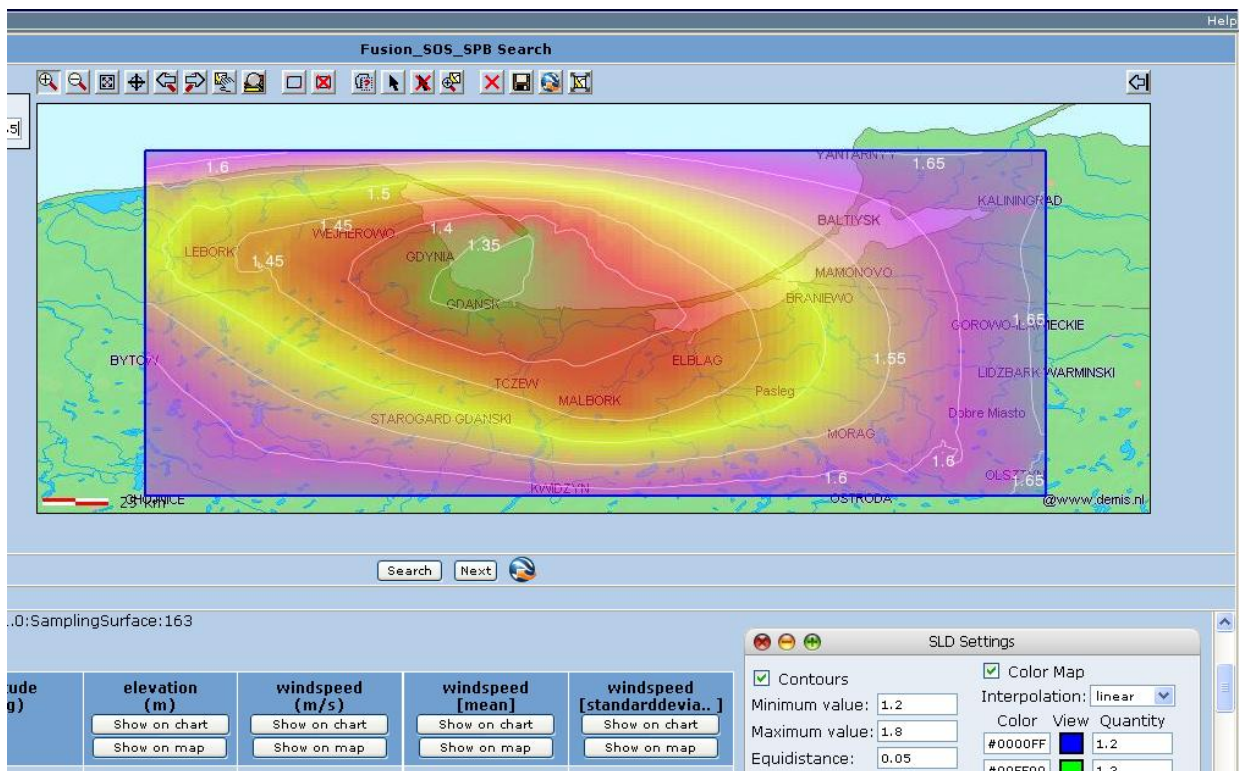 Help
Fusion_SOS_SPB Search
YANTARNYY
1.6
1.65
1.5
KALININGRAD
1.45
WEJHEROWO
1.4
BALTIYSK
1.35
LEBORK
1.45
GDYNIA
MAMONOVO
GDANSK
BRANIEWO
1.65
BYTOW
ELBLAG
1.55
LIDZBARK WARMINSKI
TCZEW
MALBORK
Pasleg
STAROGARD GDANSKI
Dobre Miasto
MORAG
1.6
1.6
OLSZTYN
1.65
KWIDZYN
OSTRODA
25 km
CHOJNICE
@www.demis.nl
Search Next
.0:SamplingSurface:163
SLD Settings
elevation (m)
windspeed (m/s)
windspeed [mean]
windspeed [standarddevia.. ]
Show on chart Show on chart Show on chart Show on chart
Show on map Show on map Show on map Show on map
Contours
Minimum value: 1.2
Maximum value: 1.8
Equidistance: 0.05
Color Map
Interpolation: linear
Color View Quantity
#0000FF 1.2